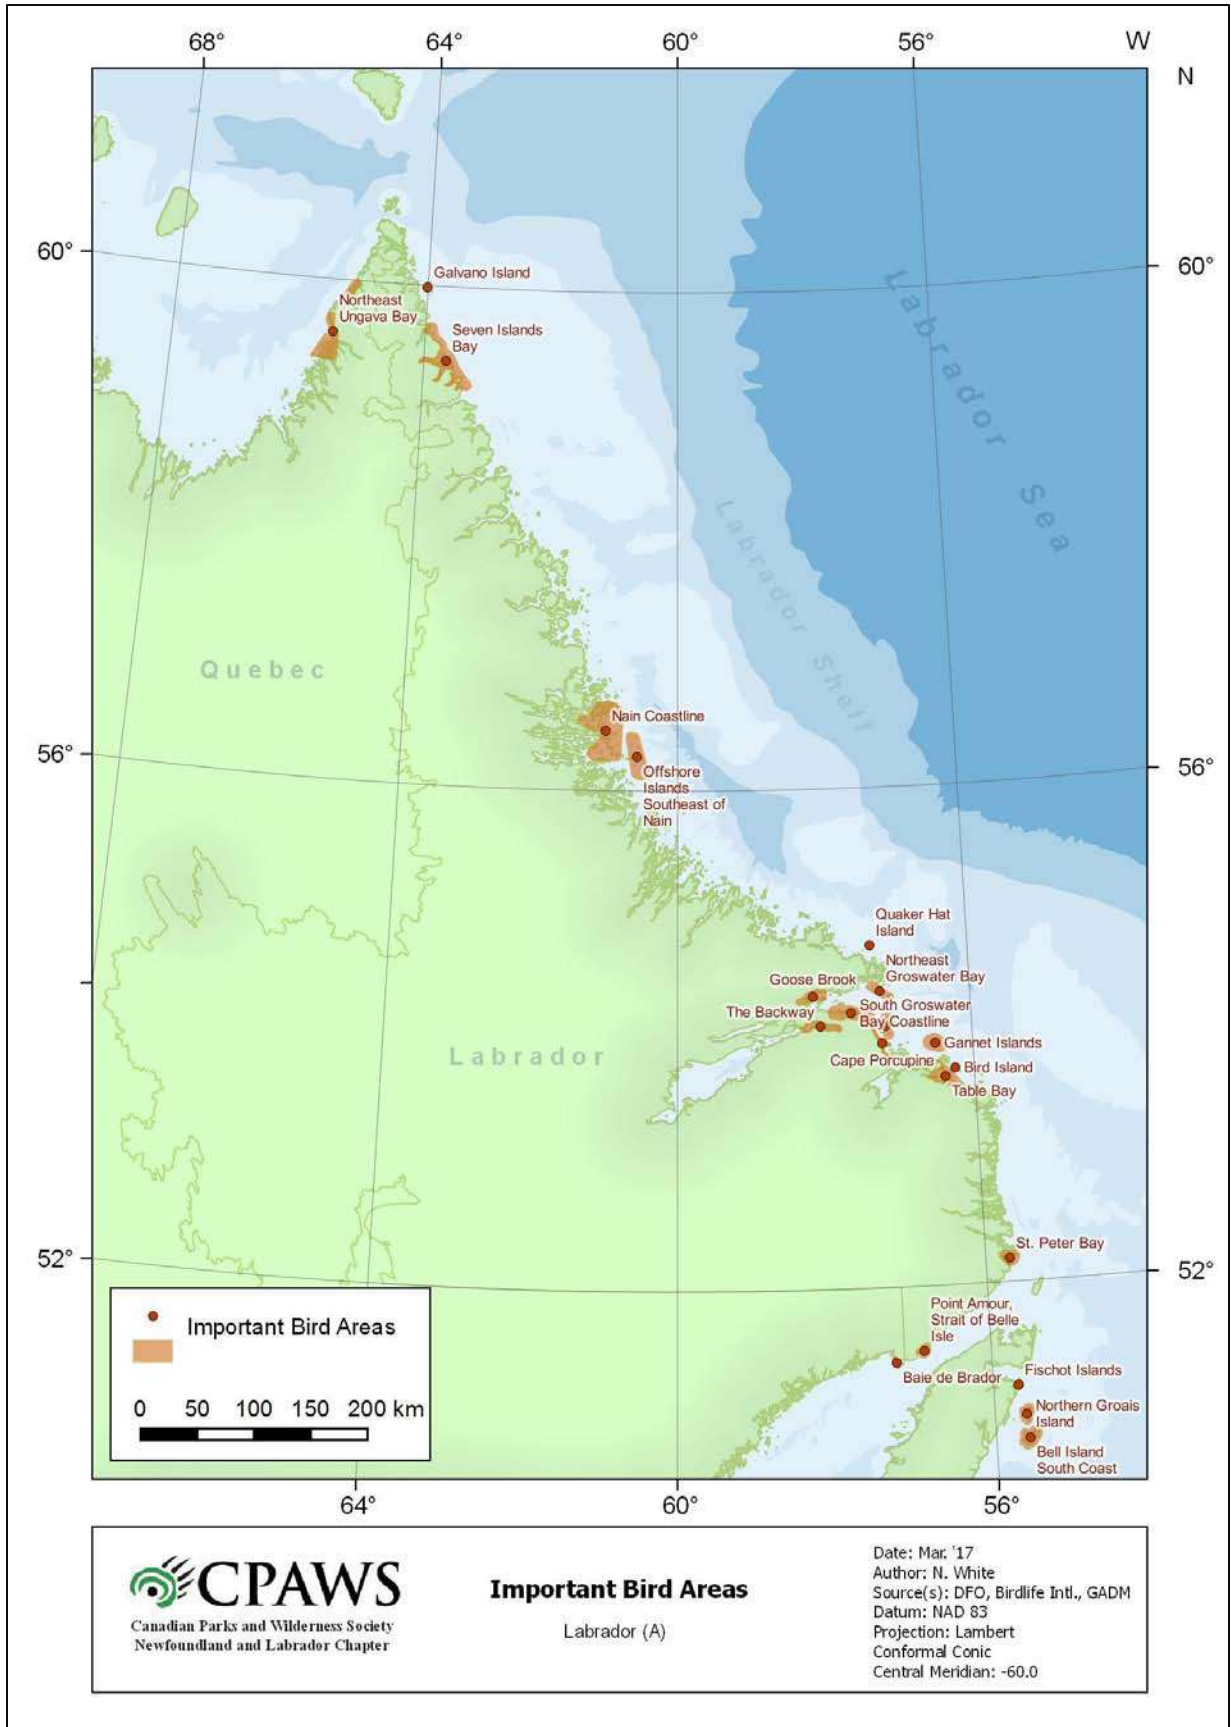 68°
64°
60°
56°
W
N
60°
60°
Galvano Island
Northeast
Ungava Bay
Seven Islands
Bay
Labrador Sea
Labrador Shelf
Quebec
Nain Coastline
56°
56°
Offshore
Islands
Southeast of
Nain
Quaker Hat
Island
Northeast
Groswater Bay
Goose Brook
South Groswater
Bay Coastline
The Backway
Gannet Islands
Labrador
Cape Porcupine
Bird Island
Table Bay
St. Peter Bay
52°
52°
Point Amour,
Strait of Belle
Isle
Baie de Brador
Fischot Islands
Northern Groais
Island
Bell Island
South Coast
Important Bird Areas
0 50 100 150 200 km
64°
60°
56°
CPAWS
Canadian Parks and Wilderness Society
Newfoundland and Labrador Chapter
Important Bird Areas
Labrador (A)
Date: Mar. '17
Author: N. White
Source(s): DFO, Birdlife Intl., GADM
Datum: NAD 83
Projection: Lambert
Conformal Conic
Central Meridian: -60.0